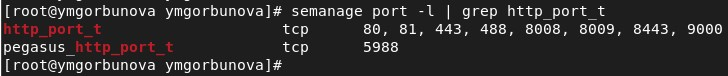 [root@ymgorbunova ymgorbunova]# semanage port -l | grep http_port_t
http_port_t                    tcp      80, 81, 443, 488, 8008, 8009, 8443, 9000
pegasus_http_port_t            tcp      5988
[root@ymgorbunova ymgorbunova]#